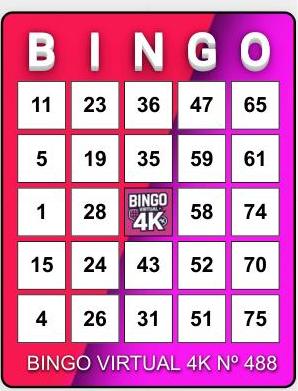 B I N G O
11 23 36 47 65
5 19 35 59 61
1 28 BINGO VIRTUAL 4K 58 74
15 24 43 52 70
4 26 31 51 75
BINGO VIRTUAL 4K Nº 488